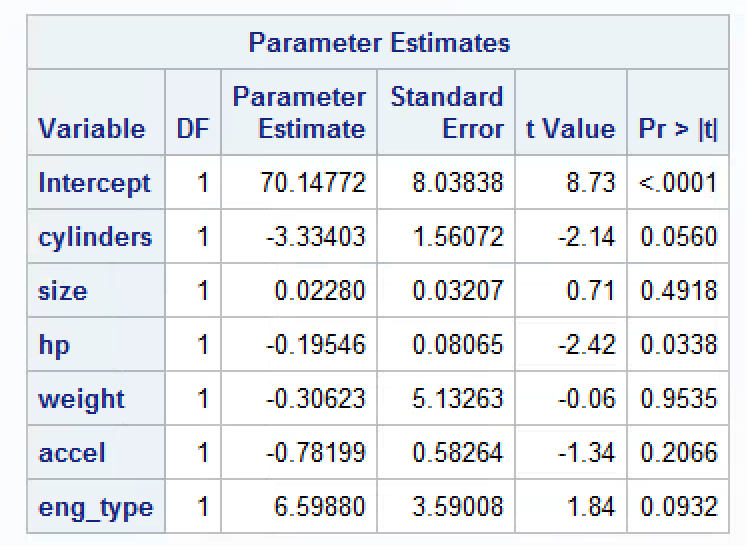 Parameter Estimates
Variable DF Parameter Estimate Standard Error t Value Pr > |t|
Intercept 1 70.14772 8.03838 8.73 <.0001
cylinders 1 -3.33403 1.56072 -2.14 0.0560
size 1 0.02280 0.03207 0.71 0.4918
hp 1 -0.19546 0.08065 -2.42 0.0338
weight 1 -0.30623 5.13263 -0.06 0.9535
accel 1 -0.78199 0.58264 -1.34 0.2066
eng_type 1 6.59880 3.59008 1.84 0.0932